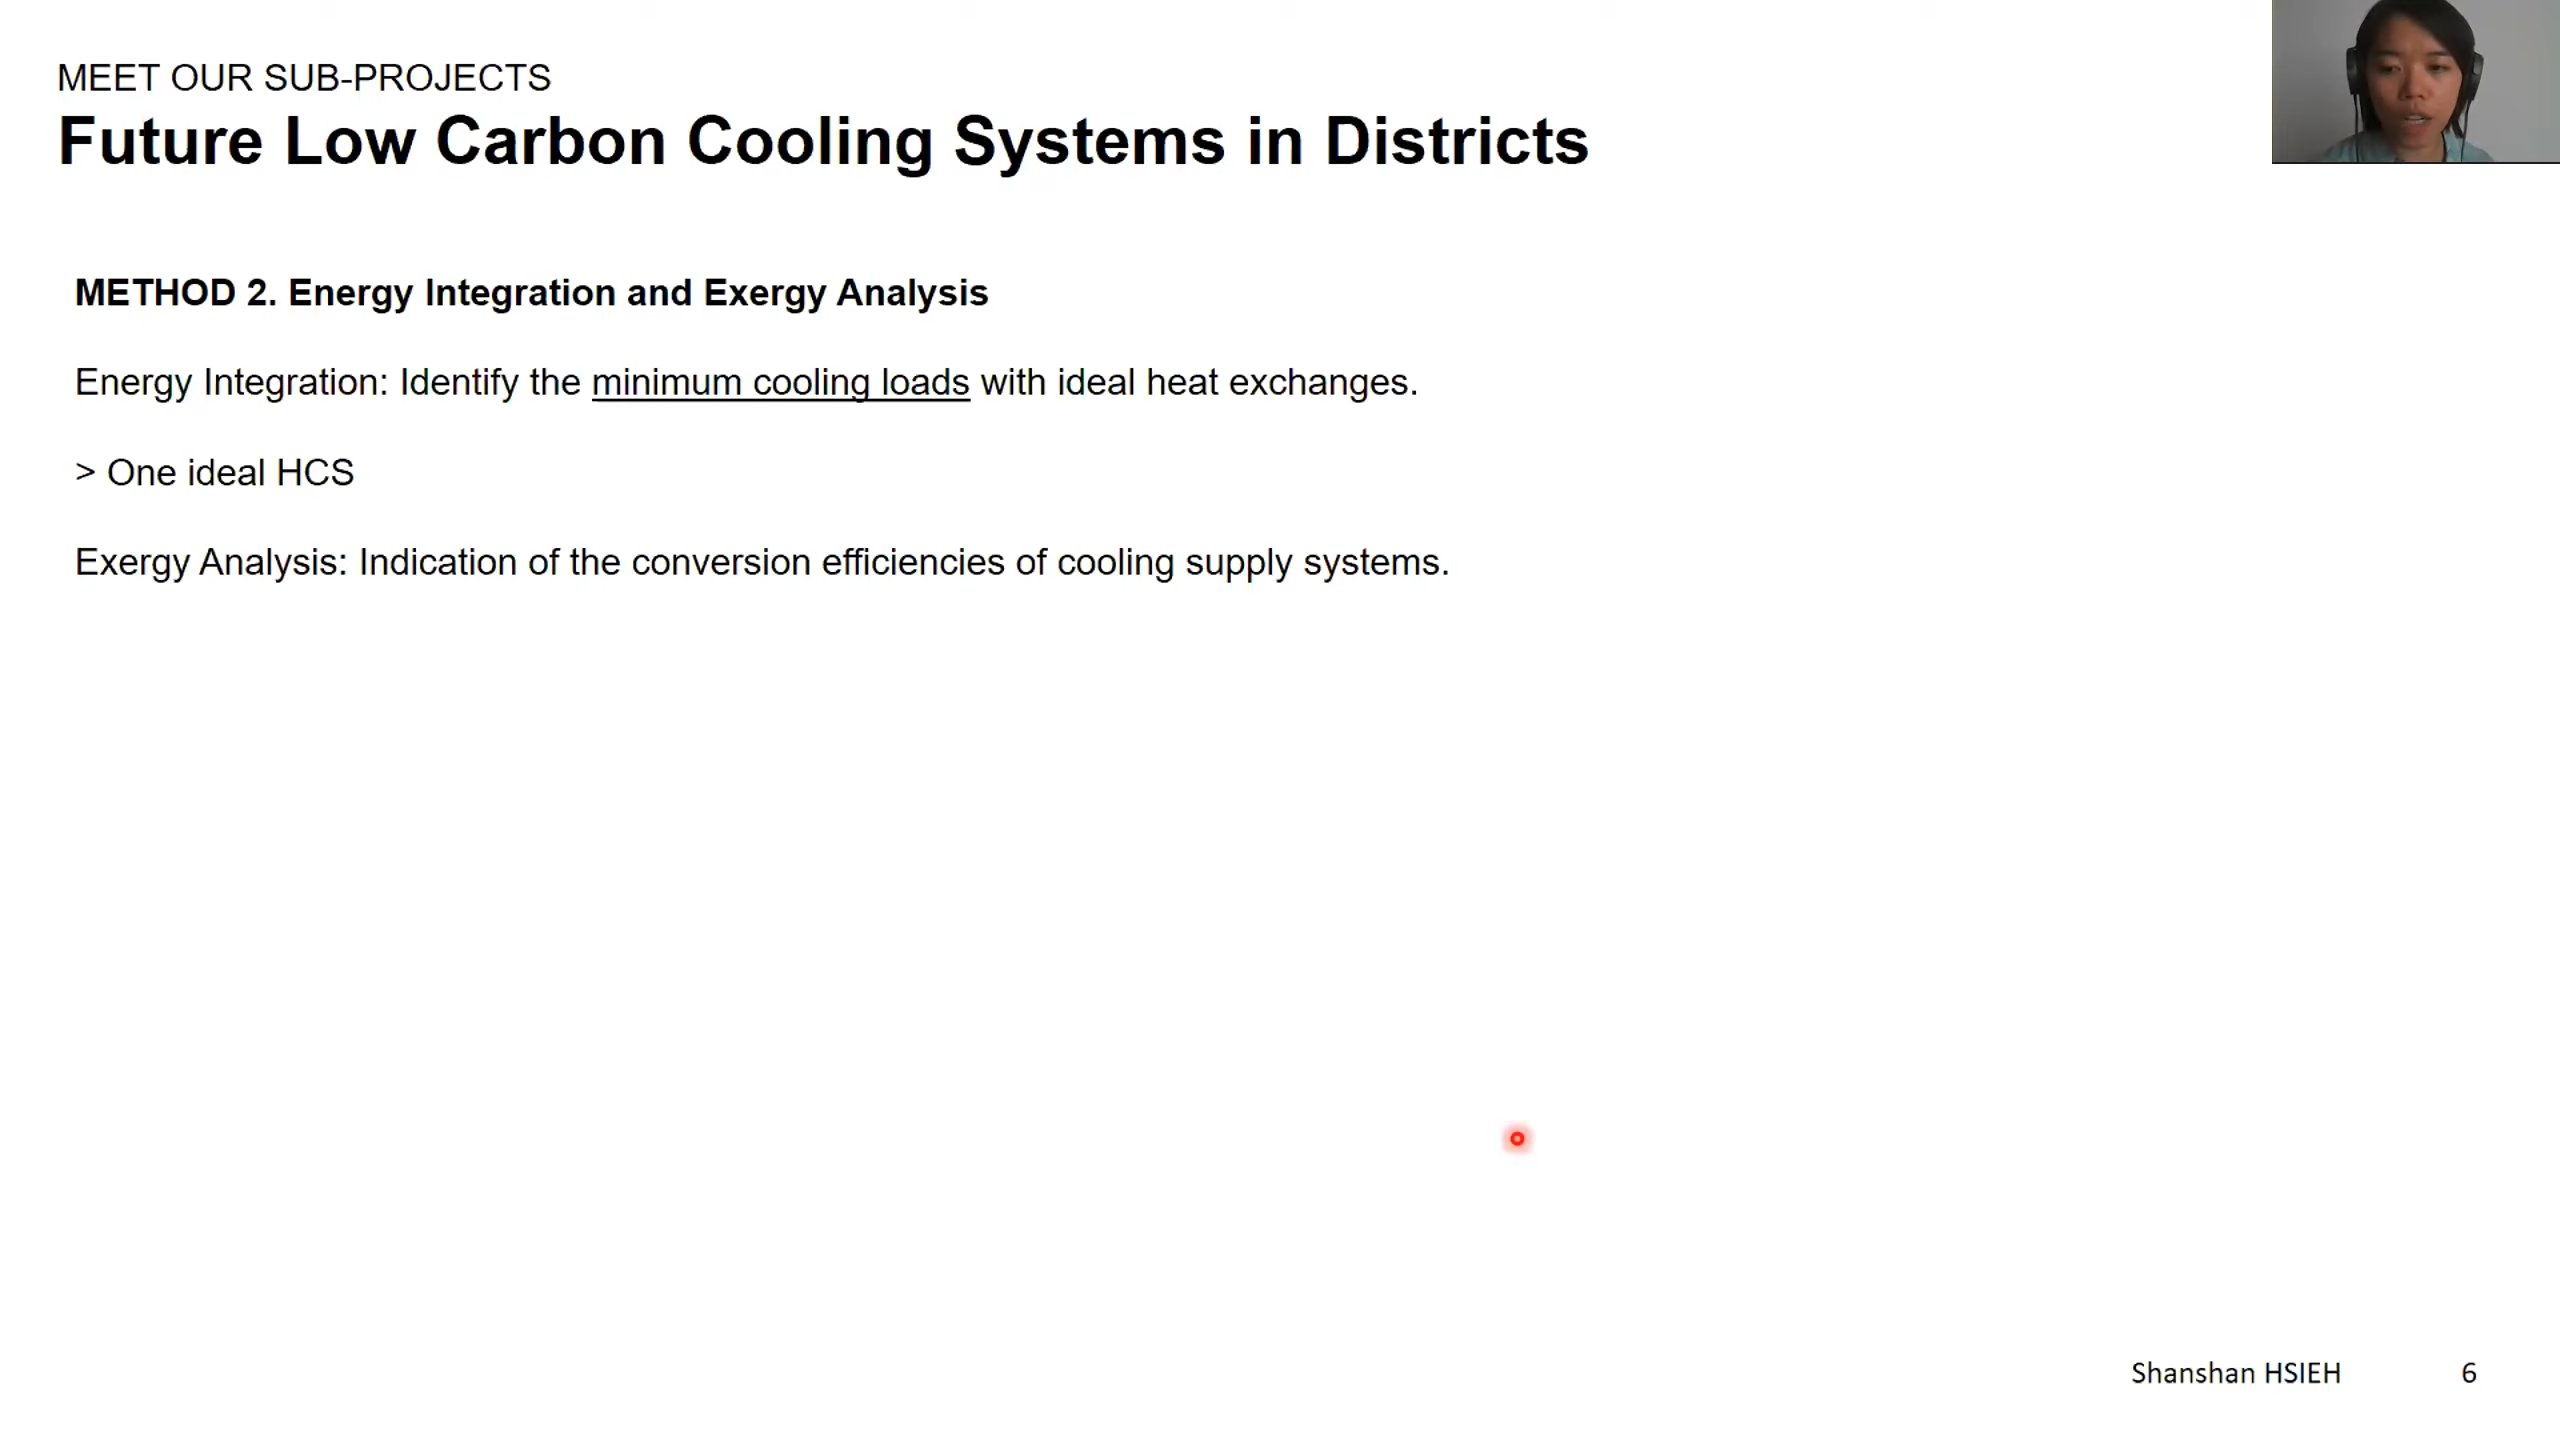 MEET OUR SUB-PROJECTS
Future Low Carbon Cooling Systems in Districts
METHOD 2. Energy Integration and Exergy Analysis
Energy Integration: Identify the minimum cooling loads with ideal heat exchanges.
> One ideal HCS
Exergy Analysis: Indication of the conversion efficiencies of cooling supply systems.
Shanshan HSIEH 6